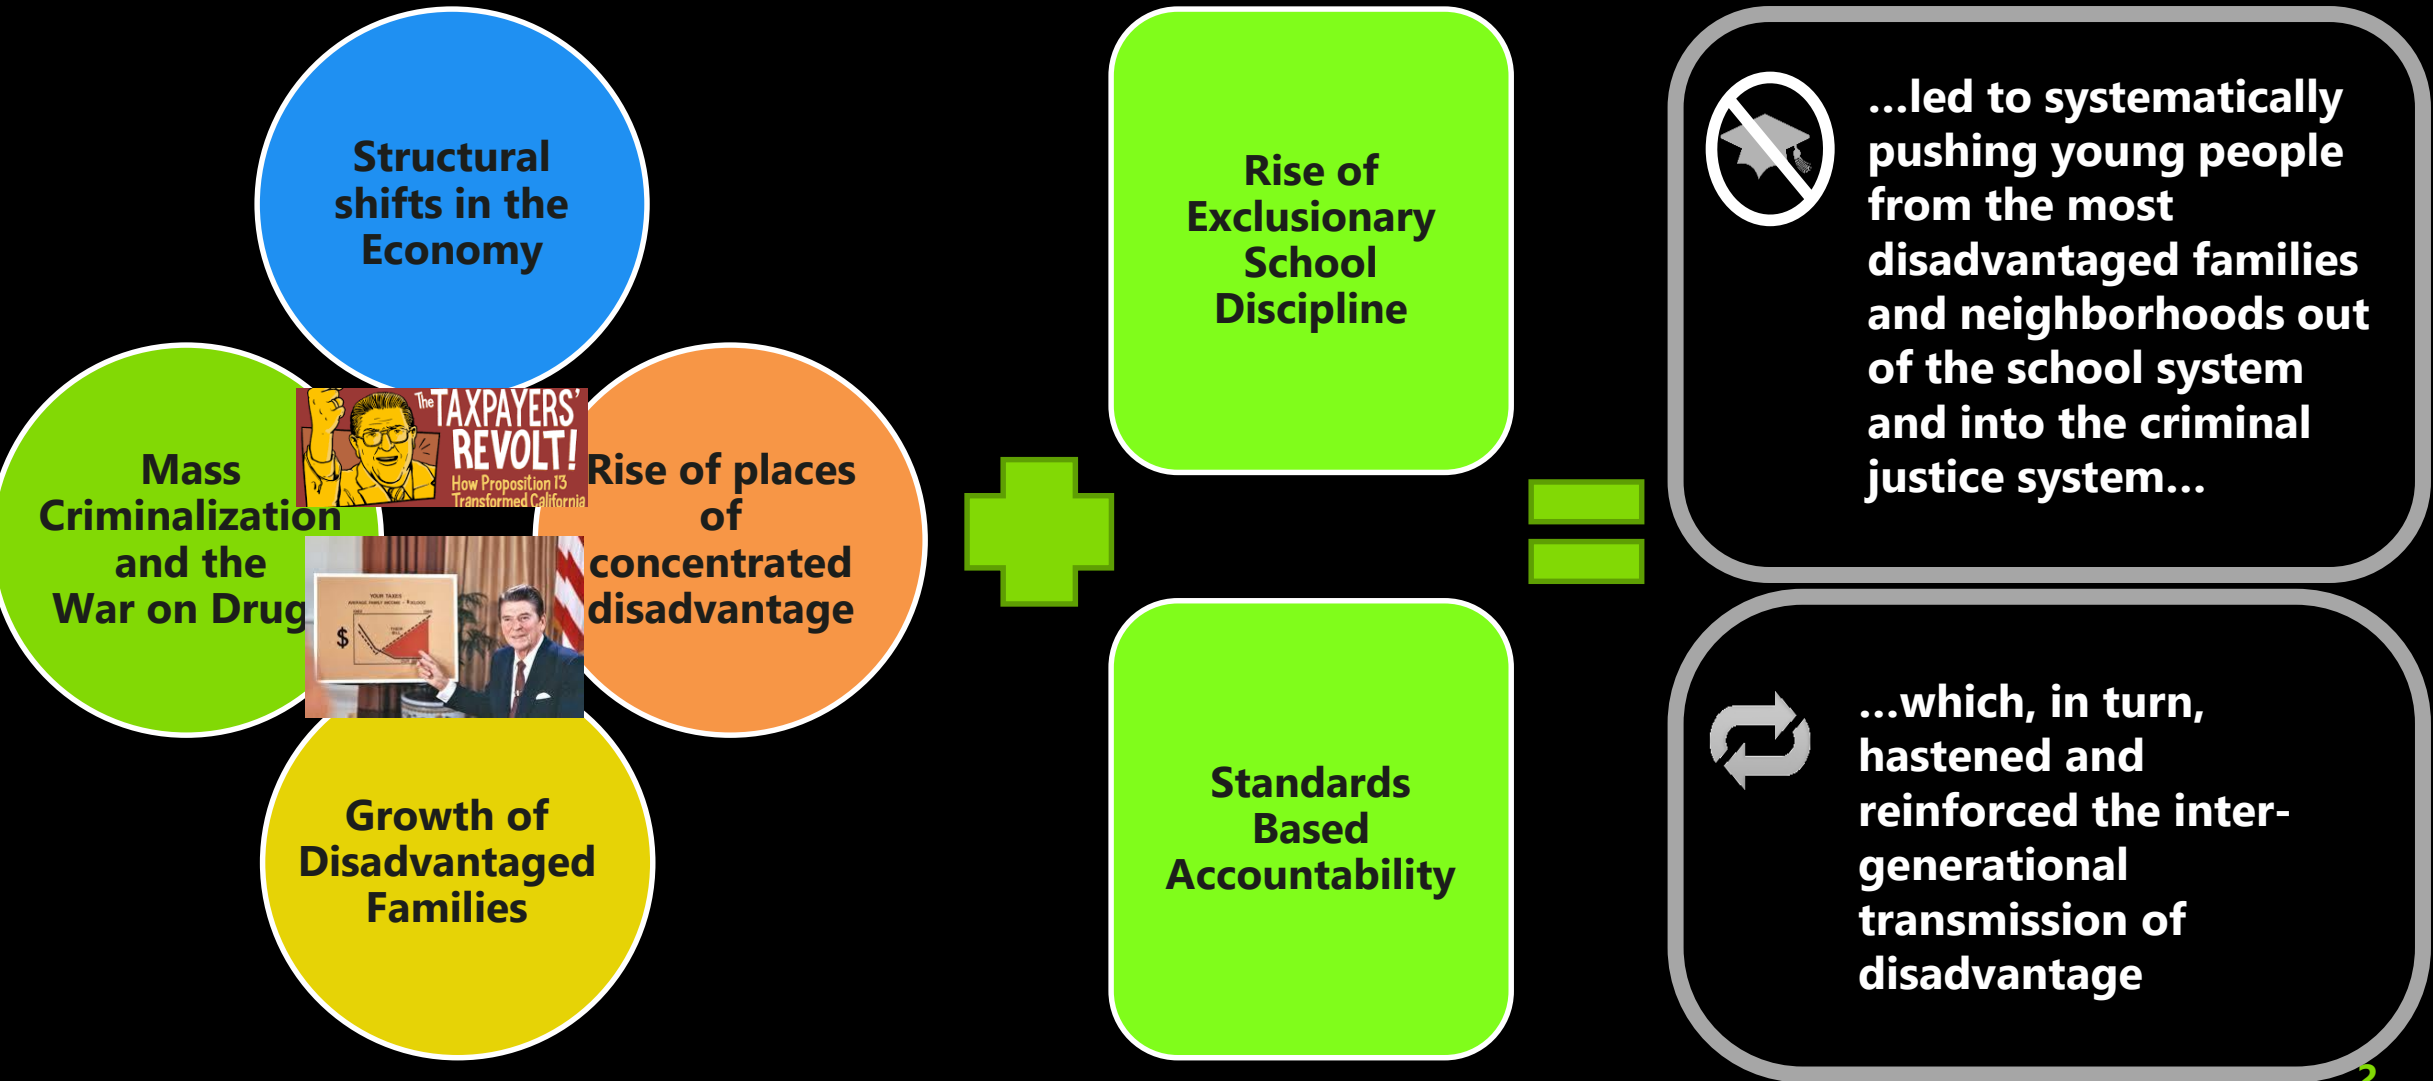 Structural
shifts in the
Economy
Mass
Criminalization
and the
War on Drug
The TAXPAYERS'
REVOLT!
How Proposition 13
Transformed California
YOUR TAXES
$
Rise of places
of
concentrated
disadvantage
Growth of
Disadvantaged
Families
Rise of
Exclusionary
School
Discipline
Standards
Based
Accountability
...led to systematically
pushing young people
from the most
disadvantaged families
and neighborhoods out
of the school system
and into the criminal
justice system...
...which, in turn,
hastened and
reinforced the inter-
generational
transmission of
disadvantage
2